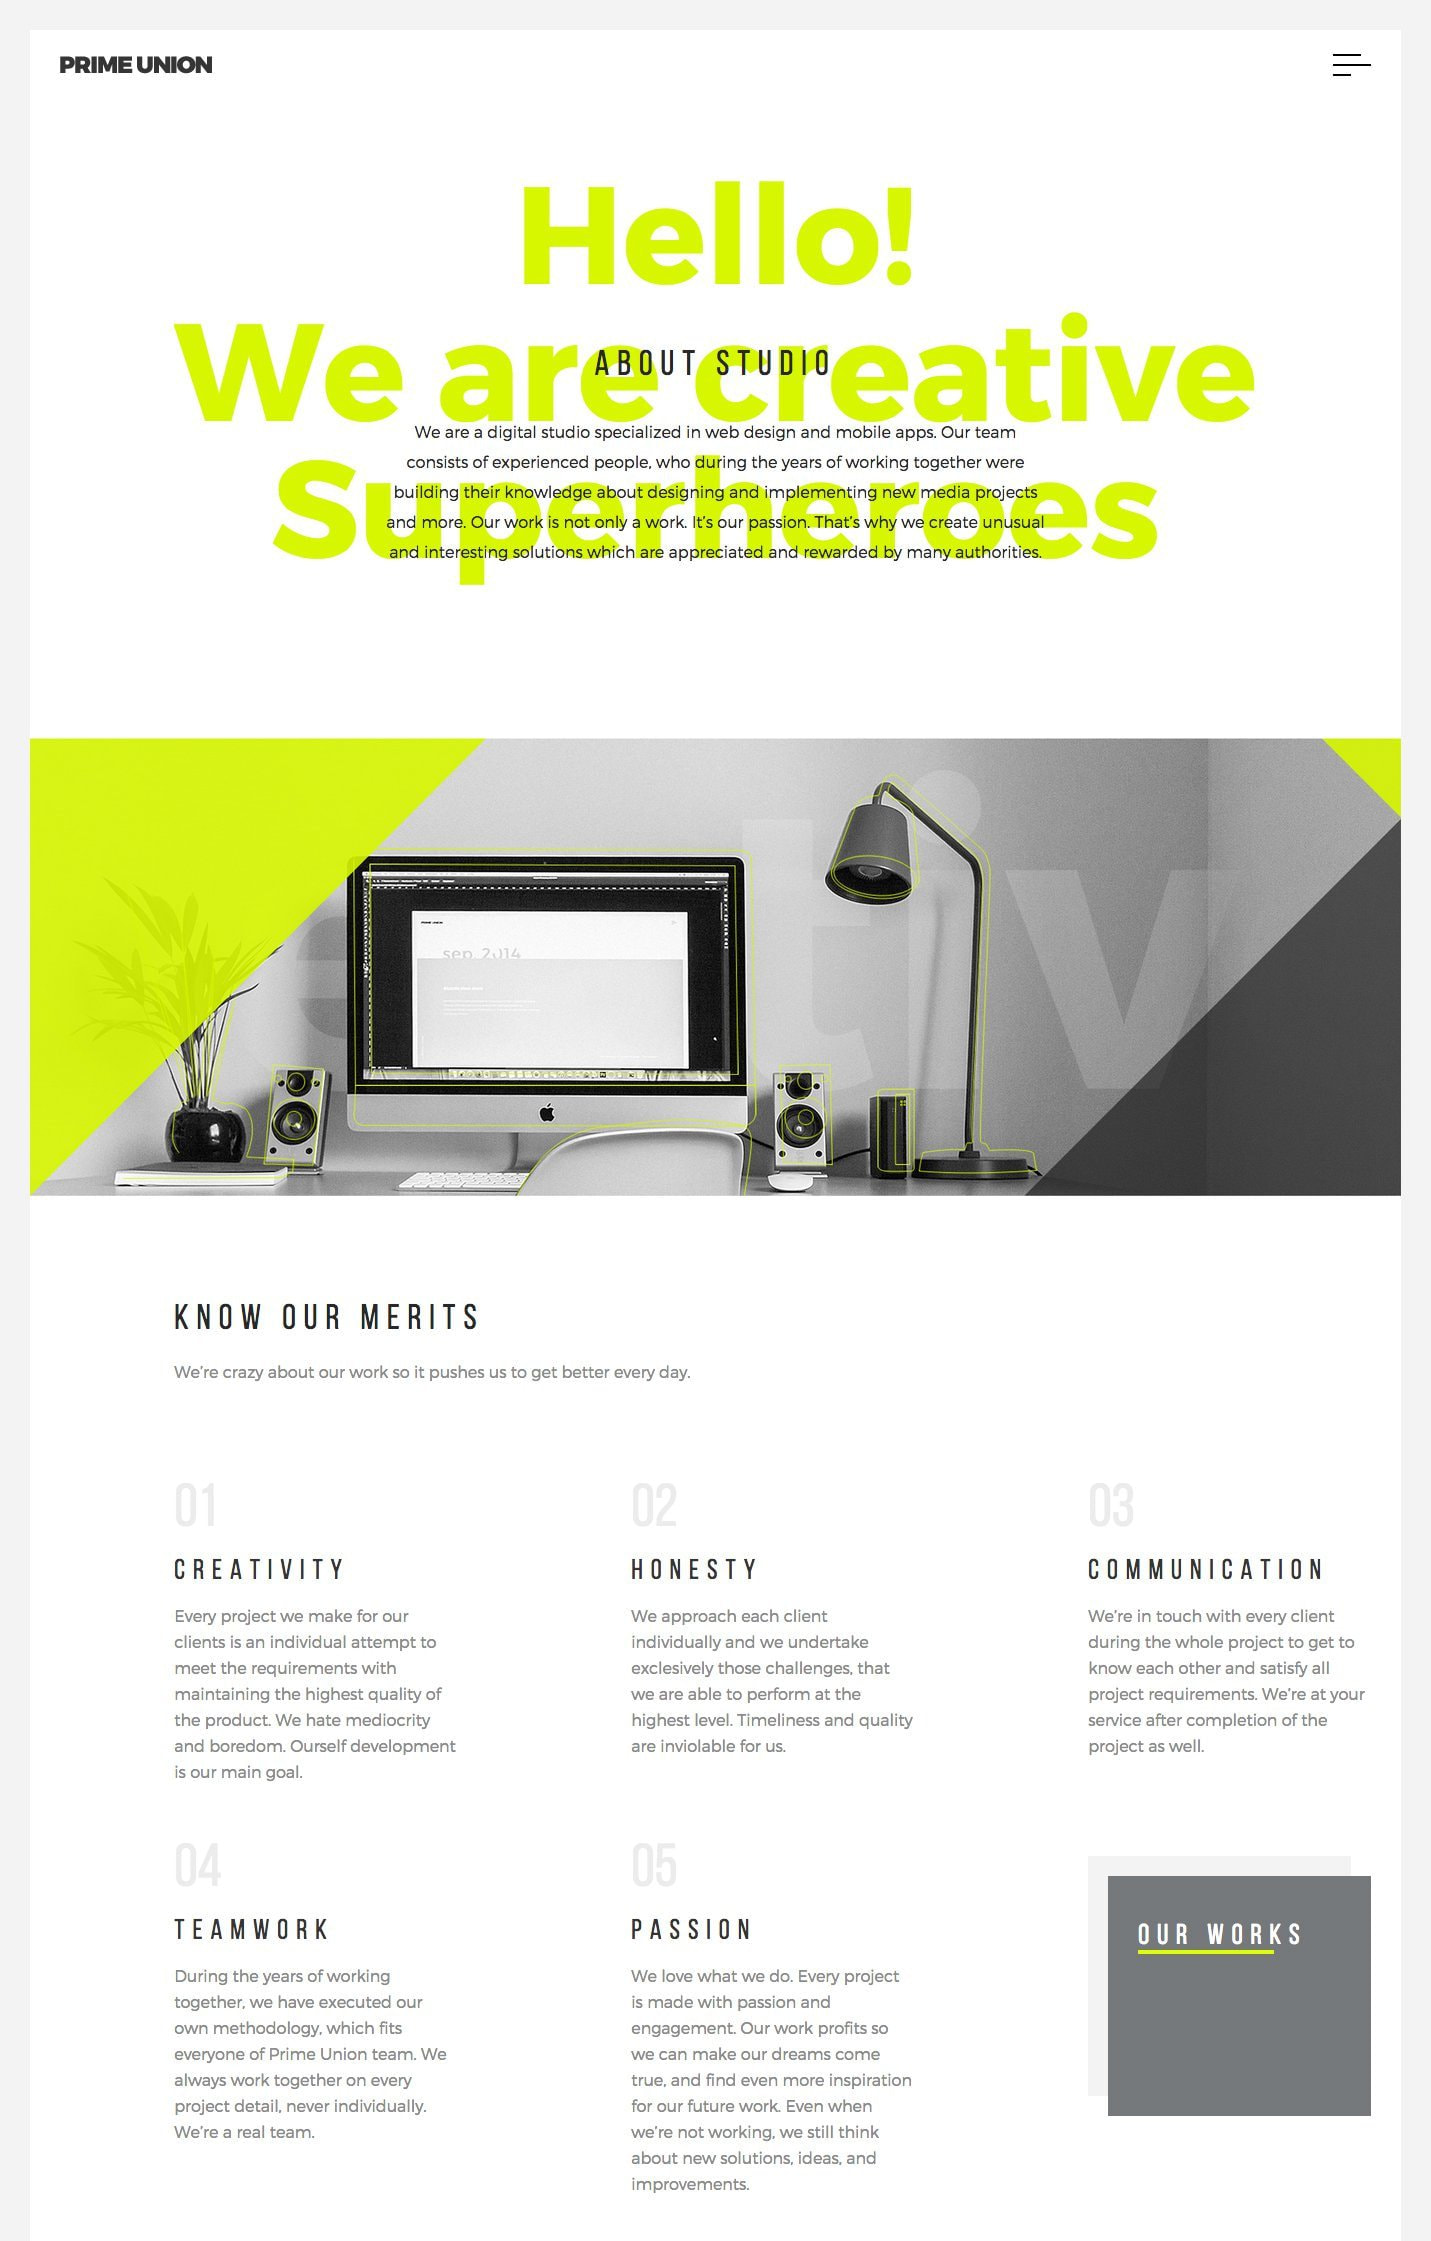 PRIME UNION
Hello!
We are creative
Superheroes
ABOUT STUDIO
We are a digital studio specialized in web design and mobile apps. Our team
consists of experienced people, who during the years of working together were
building their knowledge about designing and implementing new media projects
and more. Our work is not only a work. It's our passion. That's why we create unusual
and interesting solutions which are appreciated and rewarded by many authorities.
PRIME UNION
sep. 2014
e tiv
KNOW OUR MERITS
We're crazy about our work so it pushes us to get better every day.
01
CREATIVITY
Every project we make for our
clients is an individual attempt to
meet the requirements with
maintaining the highest quality of
the product. We hate mediocrity
and boredom. Ourself development
is our main goal.
02
HONESTY
We approach each client
individually and we undertake
exclesively those challenges, that
we are able to perform at the
highest level. Timeliness and quality
are inviolable for us.
03
COMMUNICATION
We're in touch with every client
during the whole project to get to
know each other and satisfy all
project requirements. We're at your
service after completion of the
project as well.
04
TEAMWORK
During the years of working
together, we have executed our
own methodology, which fits
everyone of Prime Union team. We
always work together on every
project detail, never individually.
We're a real team.
05
PASSION
We love what we do. Every project
is made with passion and
engagement. Our work profits so
we can make our dreams come
true, and find even more inspiration
for our future work. Even when
we're not working, we still think
about new solutions, ideas, and
improvements.
OUR WORKS